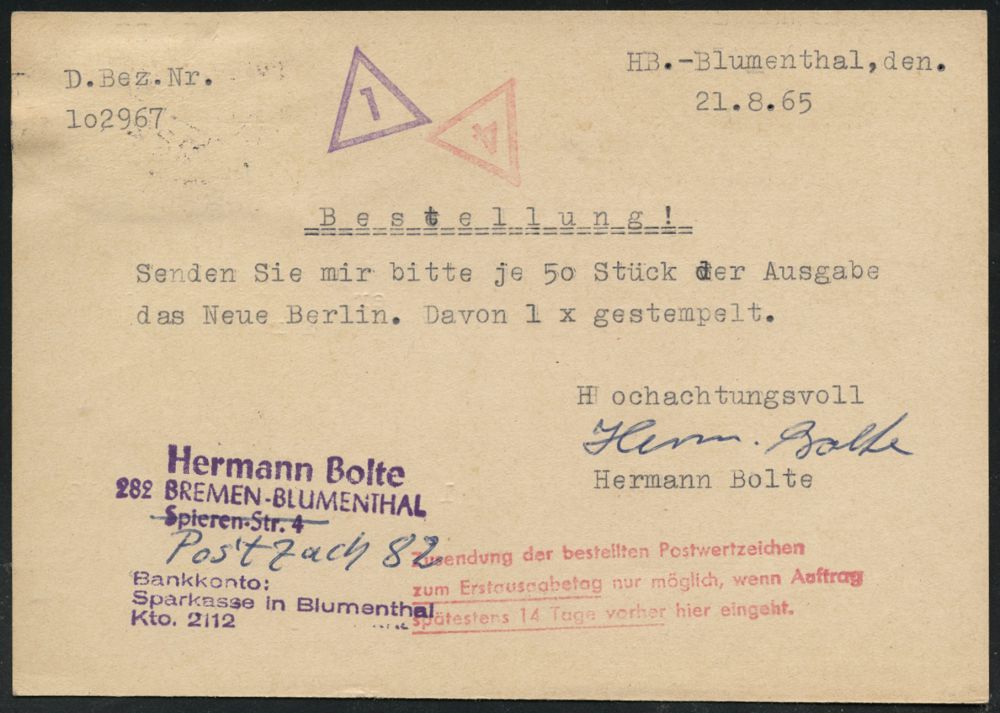 D.Bez.Nr.
1o2967
HB.-Blumenthal,den.
21.8.65
1
Bestellung!
Senden Sie mir bitte je 5o Stück der Ausgabe
das Neue Berlin. Davon 1 x gestempelt.
H ochachtungsvoll
Herm. Bolte
Hermann Bolte
Hermann Bolte
282 BREMEN-BLUMENTHAL
Spieren-Str. 4
Postfach 82
Bankkonto:
Sparkasse in Blumenthal
Kto. 2112
Zusendung der bestellten Postwertzeichen
zum Erstausgabetag nur möglich, wenn Auftrag
spätestens 14 Tage vorher hier eingeht.